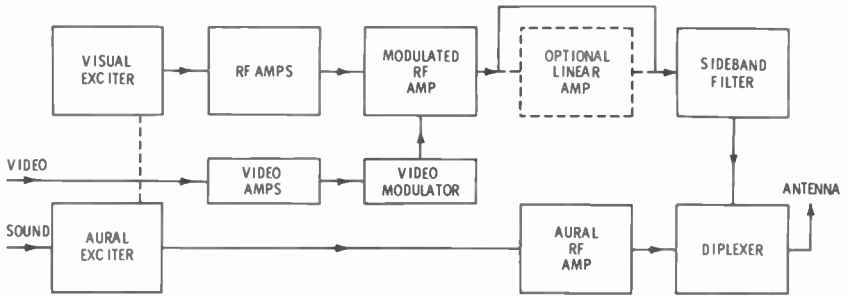 VISUAL
EXCITER
RF AMPS
MODULATED
RF
AMP
OPTIONAL
LINEAR
AMP
SIDEBAND
FILTER
VIDEO
VIDEO
AMPS
VIDEO
MODULATOR
ANTENNA
SOUND
AURAL
EXCITER
AURAL
RF
AMP
DIPLEXER